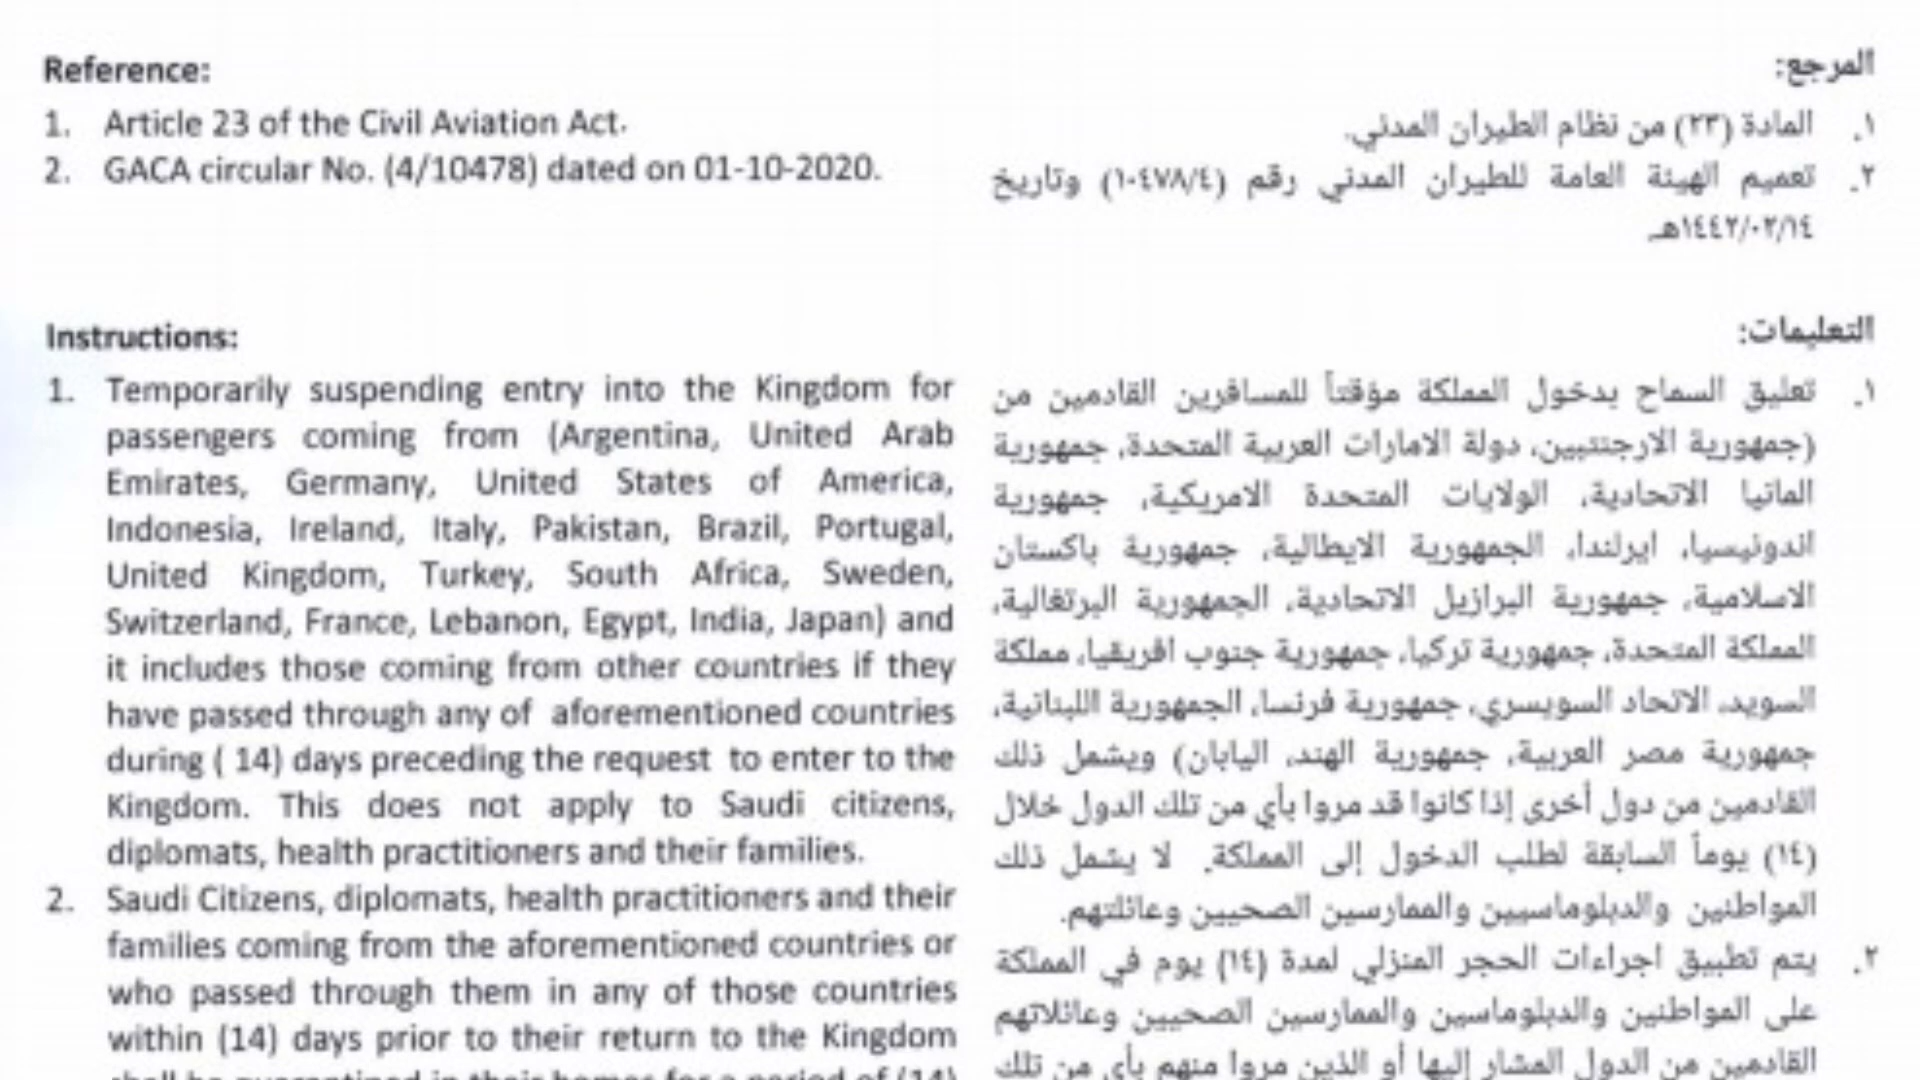 Reference:
1. Article 23 of the Civil Aviation Act.
2. GACA circular No. (4/10478) dated on 01-10-2020.
Instructions:
1. Temporarily suspending entry into the Kingdom for
passengers coming from (Argentina, United Arab
Emirates, Germany, United States of America,
Indonesia, Ireland, Italy, Pakistan, Brazil, Portugal,
United Kingdom, Turkey, South Africa, Sweden,
Switzerland, France, Lebanon, Egypt, India, Japan) and
it includes those coming from other countries if they
have passed through any of aforementioned countries
during ( 14) days preceding the request to enter to the
Kingdom. This does not apply to Saudi citizens,
diplomats, health practitioners and their families.
2. Saudi Citizens, diplomats, health practitioners and their
families coming from the aforementioned countries or
who passed through them in any of those countries
within (14) days prior to their return to the Kingdom
shall be quarantined in their homes for a period of (14)
المرجع:
١. المادة (٢٣) من نظام الطيران المدني.
٢. تعميم الهيئة العامة للطيران المدني رقم (١٠٤٧٨/٤) وتاريخ
١٤٤٢/٠٢/١٤هـ
التعليمات:
١. تعليق السماح بدخول المملكة مؤقتاً للمسافرين القادمين من
(جمهورية الارجنتيين، دولة الامارات العربية المتحدة، جمهورية
المانيا الاتحادية، الولايات المتحدة الامريكية، جمهورية
اندونيسيا، ايرلندا، الجمهورية الايطالية، جمهورية باكستان
الاسلامية، جمهورية البرازيل الاتحادية، الجمهورية البرتغالية،
المملكة المتحدة، جمهورية تركيا، جمهورية جنوب افريقيا، مملكة
السويد، الاتحاد السويسري، جمهورية فرنسا، الجمهورية اللبنانية،
جمهورية مصر العربية، جمهورية الهند، اليابان) ويشمل ذلك
القادمين من دول أخرى إذا كانوا قد مروا بأي من تلك الدول خلال
(١٤) يوماً السابقة لطلب الدخول إلى المملكة. لا يشمل ذلك
المواطنين والدبلوماسيين والممارسين الصحيين وعائلتهم.
٢. يتم تطبيق اجراءات الحجر المنزلي لمدة (١٤) يوم في المملكة
على المواطنين والدبلوماسين والممارسين الصحيين وعائلاتهم
القادمين من الدول المشار إليها أو الذين مروا منهم بأي من تلك